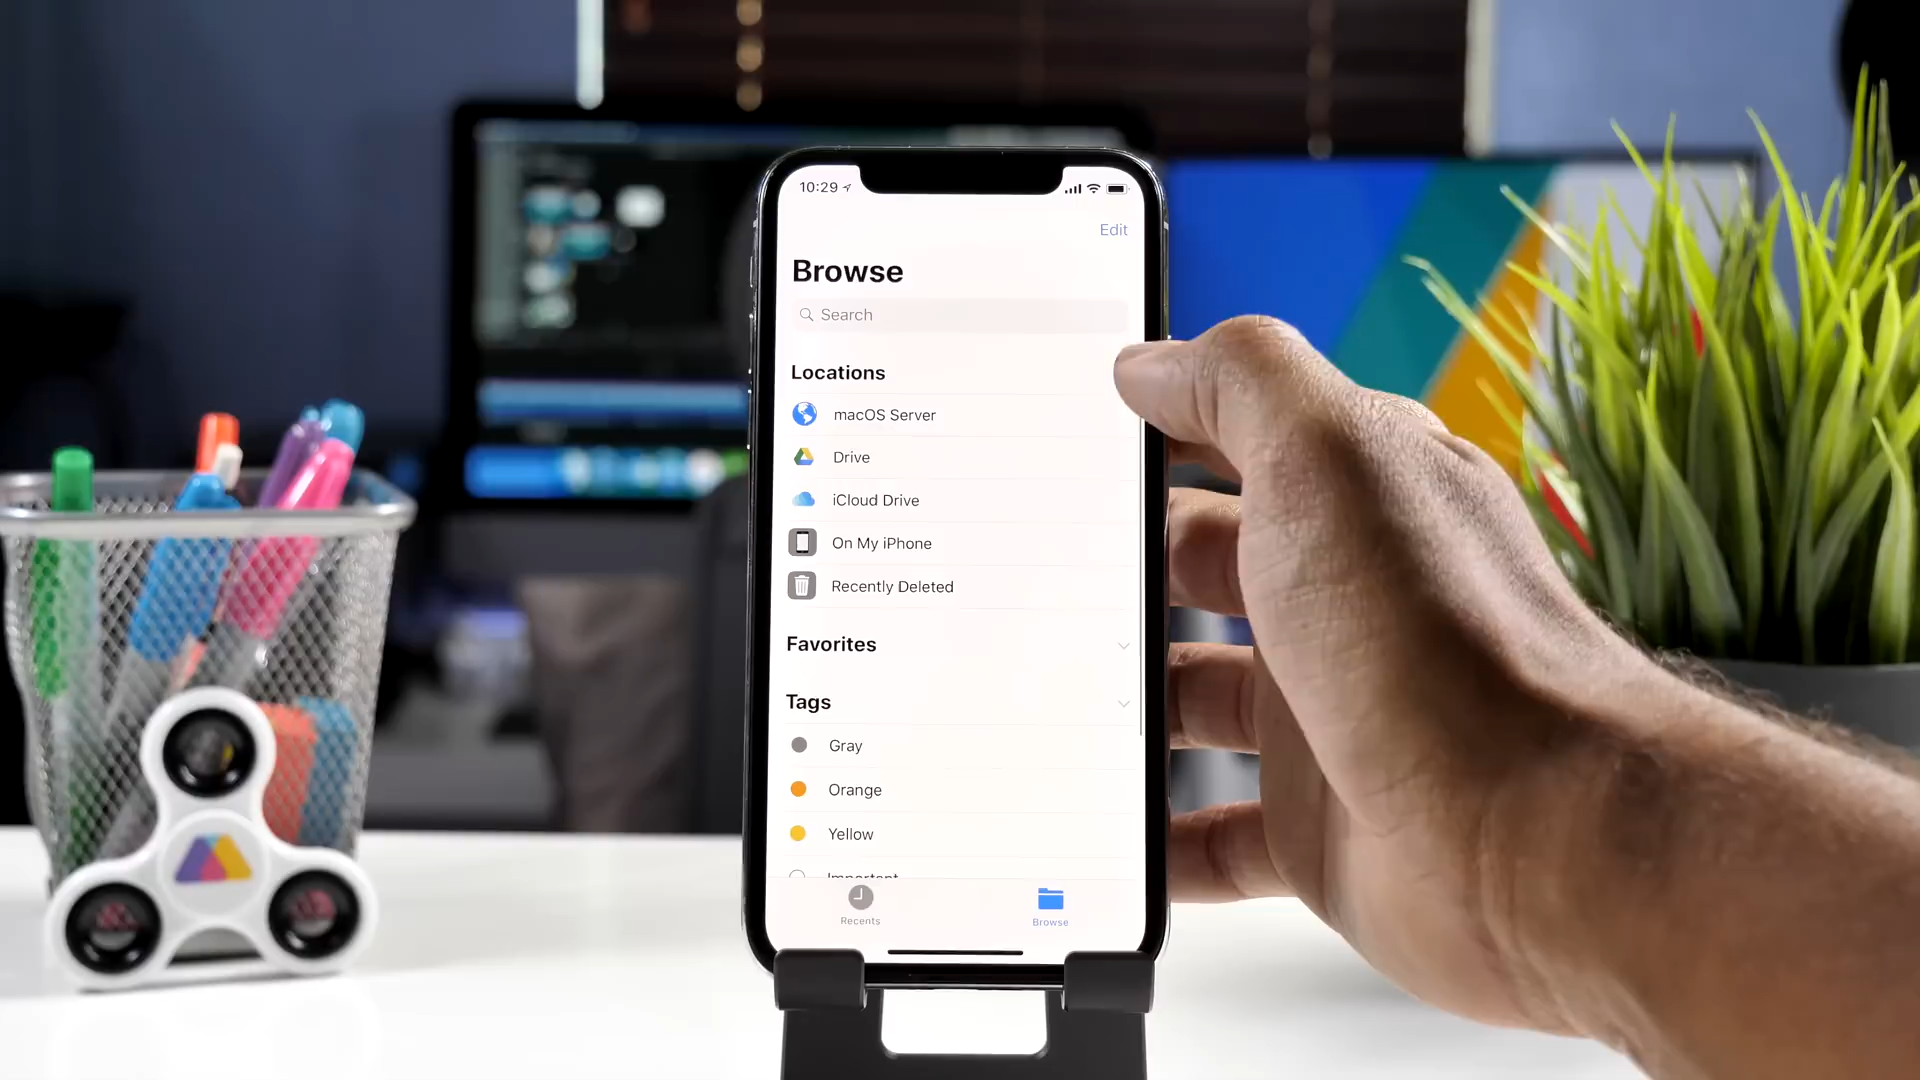 10:29
Edit
Browse
Search
Locations
macOS Server
Drive
iCloud Drive
On My iPhone
Recently Deleted
Favorites
Tags
Gray
Orange
Yellow
Important
Recents
Browse